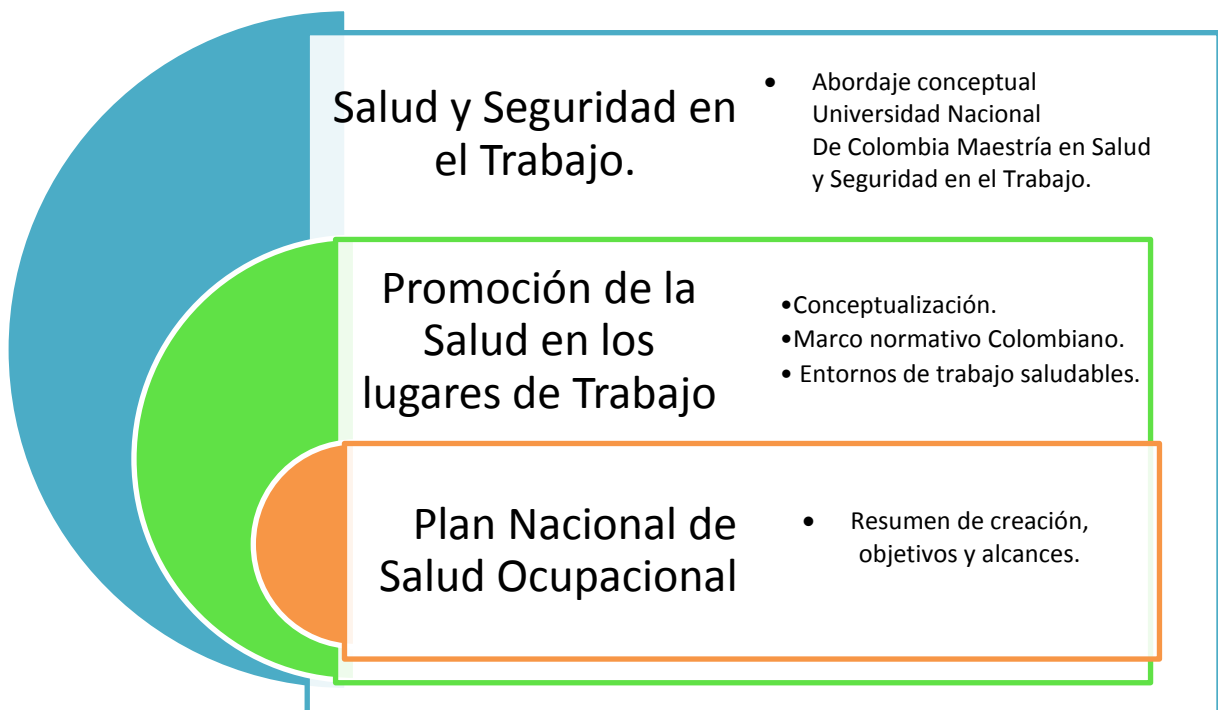 Salud y Seguridad en
el Trabajo.
• Abordaje conceptual
Universidad Nacional
De Colombia Maestría en Salud
y Seguridad en el Trabajo.
Promoción de la
Salud en los
lugares de Trabajo
•Conceptualización.
•Marco normativo Colombiano.
• Entornos de trabajo saludables.
Plan Nacional de
Salud Ocupacional
• Resumen de creación,
objetivos y alcances.